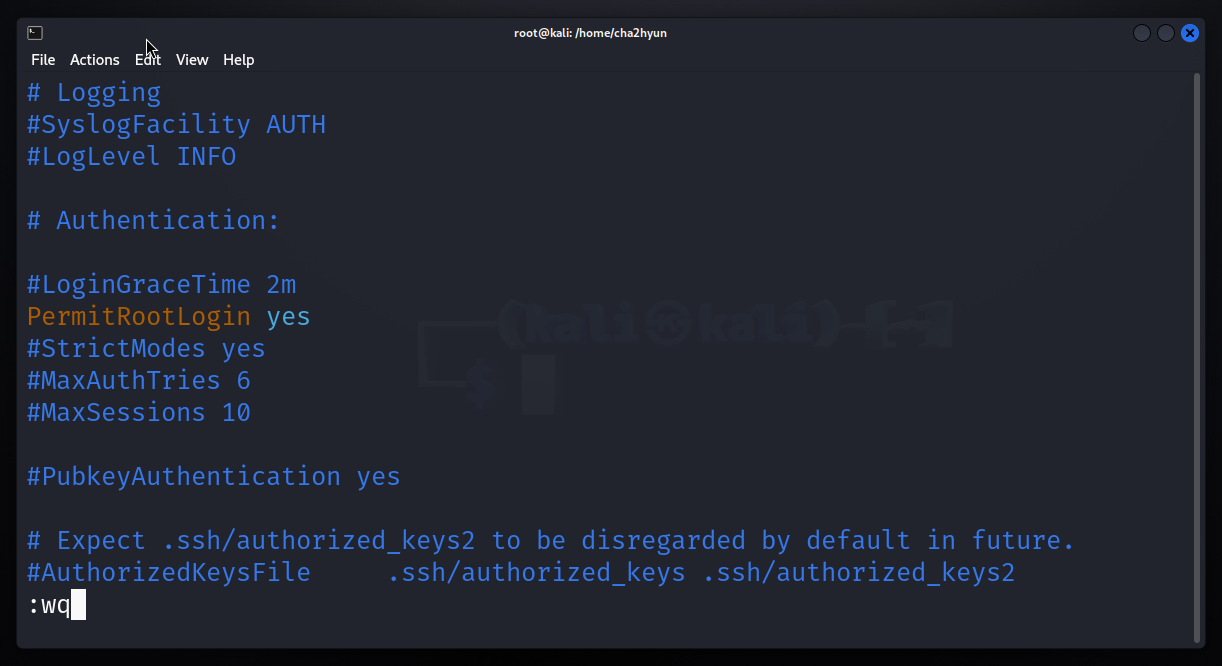 root@kali: /home/cha2hyun
File Actions Edit View Help
# Logging
#SyslogFacility AUTH
#LogLevel INFO
# Authentication:
#LoginGraceTime 2m
PermitRootLogin yes
#StrictModes yes
#MaxAuthTries 6
#MaxSessions 10
#PubkeyAuthentication yes
# Expect .ssh/authorized_keys2 to be disregarded by default in future.
#AuthorizedKeysFile     .ssh/authorized_keys .ssh/authorized_keys2
:wq
(kali㉿kali)-[~]
$